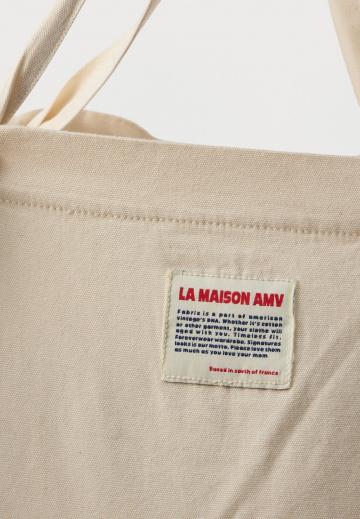 LA MAISON AMV
Fabric is a part of american
vintage's DNA. Whether it's cotton
or other garment, your clothe will
aged with you. Timeless fit.
Foreverwear wardrobe. Signatures
looks is our motto. Please love them
as much as you love your mom
Based in south of france